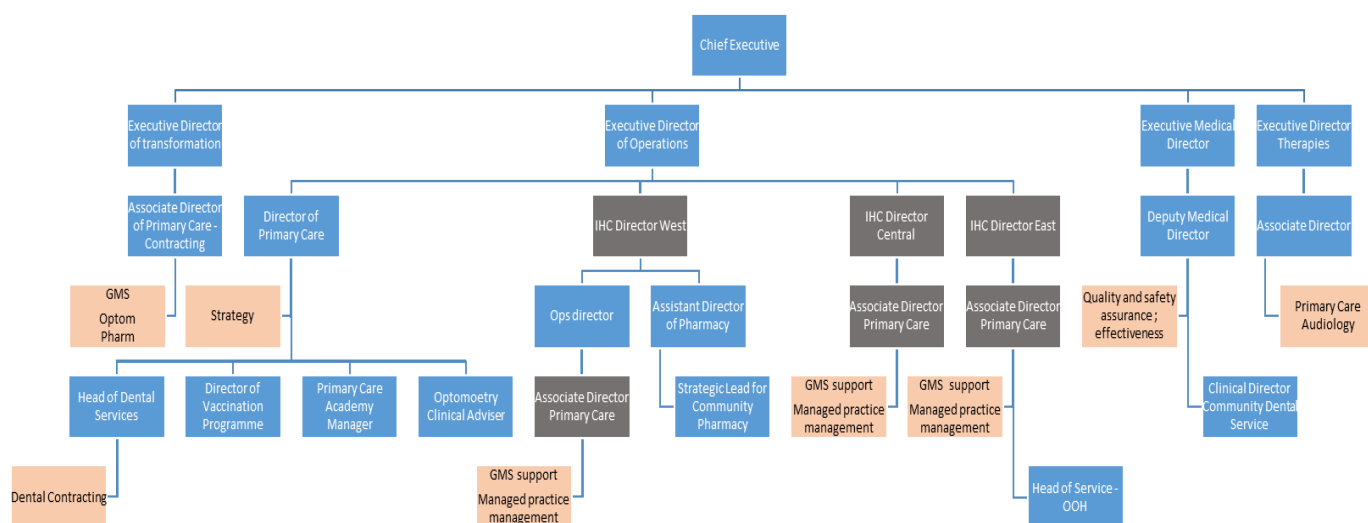 Chief Executive
Executive Director
of transformation
Executive Director
of Operations
Executive Medical
Director
Executive Director
Therapies
Associate Director
of Primary Care -
Contracting
Director of
Primary Care
IHC Director West
IHC Director
Central
IHC Director East
Deputy Medical
Director
Associate Director
GMS
Optom
Pharm
Strategy
Ops director
Assistant Director
of Pharmacy
Associate Director
Primary Care
Associate Director
Primary Care
Quality and safety
assurance ;
effectiveness
Primary Care
Audiology
Head of Dental
Services
Director of
Vaccination
Programme
Primary Care
Academy
Manager
Optomoetry
Clinical Adviser
Associate Director
Primary Care
Strategic Lead for
Community
Pharmacy
GMS support
Managed practice
management
GMS support
Managed practice
management
Clinical Director
Community Dental
Service
Dental Contracting
GMS support
Managed practice
management
Head of Service -
OOH